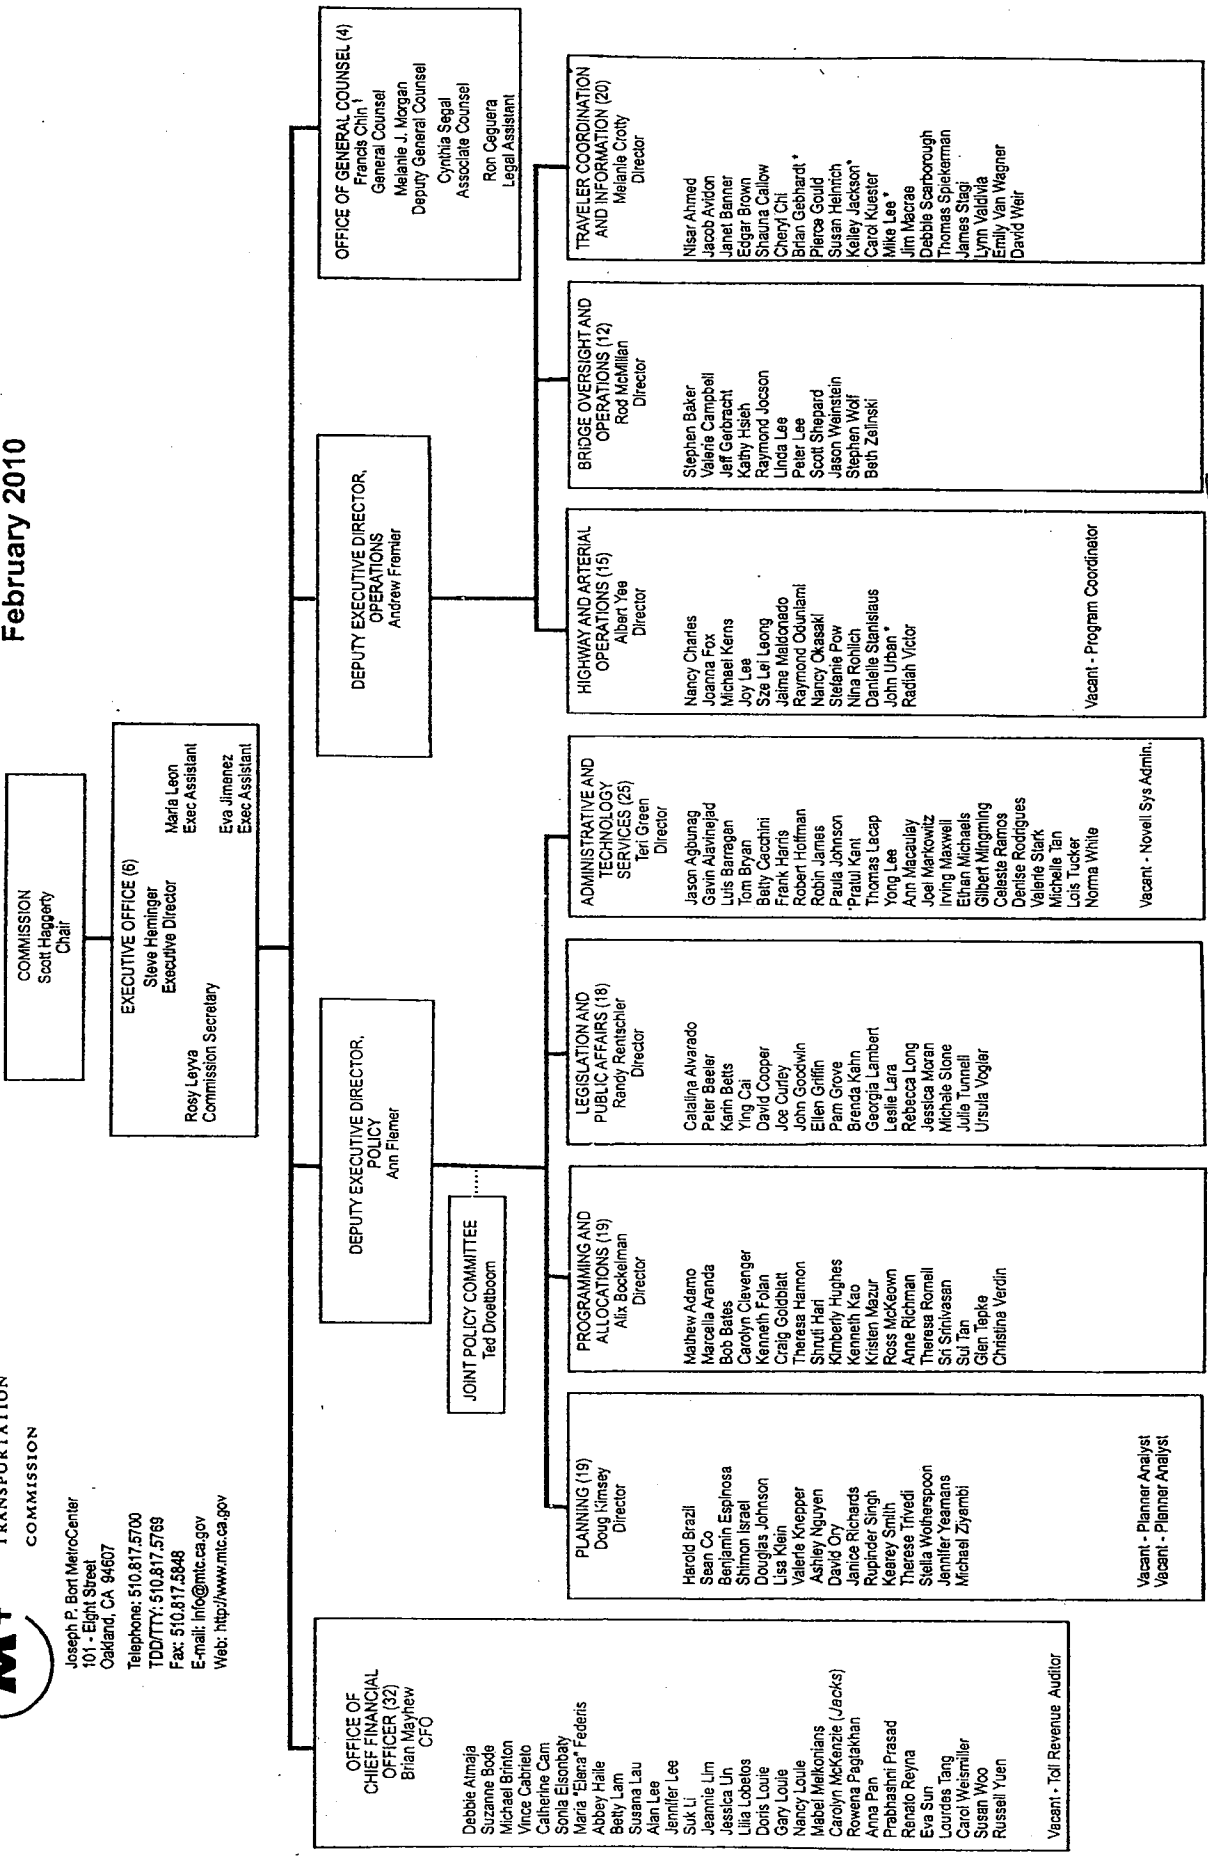 TRANSPORTATION
COMMISSION
Joseph P. Bort MetroCenter
101 - Eight Street
Oakland, CA 94607
Telephone: 510.817.5700
TDD/TTY: 510.817.5769
Fax: 510.817.5848
E-mail: info@mtc.ca.gov
Web: http://www.mtc.ca.gov
February 2010
COMMISSION
Scott Haggerty
Chair
EXECUTIVE OFFICE (6)
Steve Heminger
Executive Director
Rosy Leyva
Commission Secretary
Maria Leon
Exec Assistant
Eva Jimenez
Exec Assistant
OFFICE OF GENERAL COUNSEL (4)
Francis Chin ¹
General Counsel
Melanie J. Morgan
Deputy General Counsel
Cynthia Segal
Associate Counsel
Ron Ceguera
Legal Assistant
DEPUTY EXECUTIVE DIRECTOR,
POLICY
Ann Flemer
DEPUTY EXECUTIVE DIRECTOR,
OPERATIONS
Andrew Fremier
JOINT POLICY COMMITTEE
Ted Droettboom
OFFICE OF
CHIEF FINANCIAL
OFFICER (32)
Brian Mayhew
CFO
Debbie Atmaja
Suzanne Bode
Michael Brinton
Vince Cabrieto
Catherine Cam
Sonia Elsonbaty
Maria "Elena" Federis
Abbey Haile
Betty Lam
Susana Lau
Alan Lee
Jennifer Lee
Suk Li
Jeannie Lim
Jessica Lin
Lilia Lobetos
Doris Louie
Gary Louie
Nancy Louie
Mabel Melkonians
Carolyn McKenzie (Jacks)
Rowena Pagtakhan
Anna Pan
Prabhashni Prasad
Renato Reyna
Eva Sun
Lourdes Tang
Carol Weismiller
Susan Woo
Russell Yuen
Vacant - Toll Revenue Auditor
PLANNING (19)
Doug Kimsey
Director
Harold Brazil
Sean Co
Benjamin Espinosa
Shimon Israel
Douglas Johnson
Lisa Klein
Valerie Knepper
Ashley Nguyen
David Ory
Janice Richards
Rupinder Singh
Kearey Smith
Therese Trivedi
Stella Wotherspoon
Jennifer Yeamans
Michael Ziyambi
Vacant - Planner Analyst
Vacant - Planner Analyst
PROGRAMMING AND
ALLOCATIONS (19)
Alix Bockelman
Director
Mathew Adamo
Marcella Aranda
Bob Bates
Carolyn Clevenger
Kenneth Folan
Craig Goldblatt
Theresa Hannon
Shruti Hari
Kimberly Hughes
Kenneth Kao
Kristen Mazur
Ross McKeown
Anne Richman
Theresa Romell
Sri Srinivasan
Sui Tan
Glen Tepke
Christina Verdin
LEGISLATION AND
PUBLIC AFFAIRS (18)
Randy Rentschler
Director
Catalina Alvarado
Peter Beeler
Karin Betts
Ying Cai
David Cooper
Joe Curley
John Goodwin
Ellen Griffin
Pam Grove
Brenda Kahn
Georgia Lambert
Leslie Lara
Rebecca Long
Jessica Moran
Michele Stone
Julie Tunnell
Ursula Vogler
ADMINISTRATIVE AND
TECHNOLOGY
SERVICES (25)
Teri Green
Director
Jason Agbunag
Gavin Alavinejad
Luis Barragan
Tom Bryan
Betty Cecchini
Frank Harris
Robert Hoffman
Robin James
Paula Johnson
*Pratul Kant
Thomas Lacap
Yong Lee
Ann Macaulay
Joel Markowitz
Irving Maxwell
Ethan Michaels
Gilbert Mingming
Celeste Ramos
Denise Rodrigues
Valerie Stark
Michelle Tan
Lois Tucker
Norma White
Vacant - Novell Sys Admin.
HIGHWAY AND ARTERIAL
OPERATIONS (15)
Albert Yee
Director
Nancy Charles
Joanna Fox
Michael Kerns
Joy Lee
Sze Lei Leong
Jaime Maldonado
Raymond Odunlami
Nancy Okasaki
Stefanie Pow
Nina Rohlich
Danielle Stanislaus
John Urban *
Radiah Victor
Vacant - Program Coordinator
BRIDGE OVERSIGHT AND
OPERATIONS (12)
Rod McMillan
Director
Stephen Baker
Valerie Campbell
Jeff Gerbracht
Kathy Hsieh
Raymond Jocson
Linda Lee
Peter Lee
Scott Shepard
Jason Weinstein
Stephen Wolf
Beth Zelinski
TRAVELER COORDINATION
AND INFORMATION (20)
Melanie Crotty
Director
Nisar Ahmed
Jacob Avidon
Janet Banner
Edgar Brown
Shauna Callow
Cheryl Chi
Brian Gebhardt *
Pierce Gould
Susan Heinrich
Kelley Jackson*
Carol Kuester
Mike Lee *
Jim Macrae
Debbie Scarborough
Thomas Spiekerman
James Stagi
Lynn Valdivia
Emily Van Wagner
David Weir